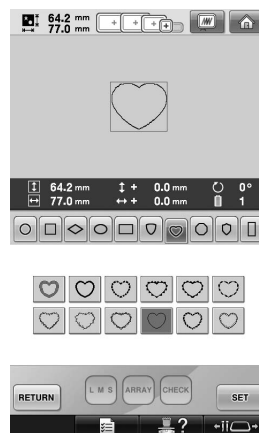 64.2 mm
77.0 mm
64.2 mm + 0.0 mm 0°
77.0 mm + 0.0 mm 1
RETURN L M S ARRAY CHECK SET
?